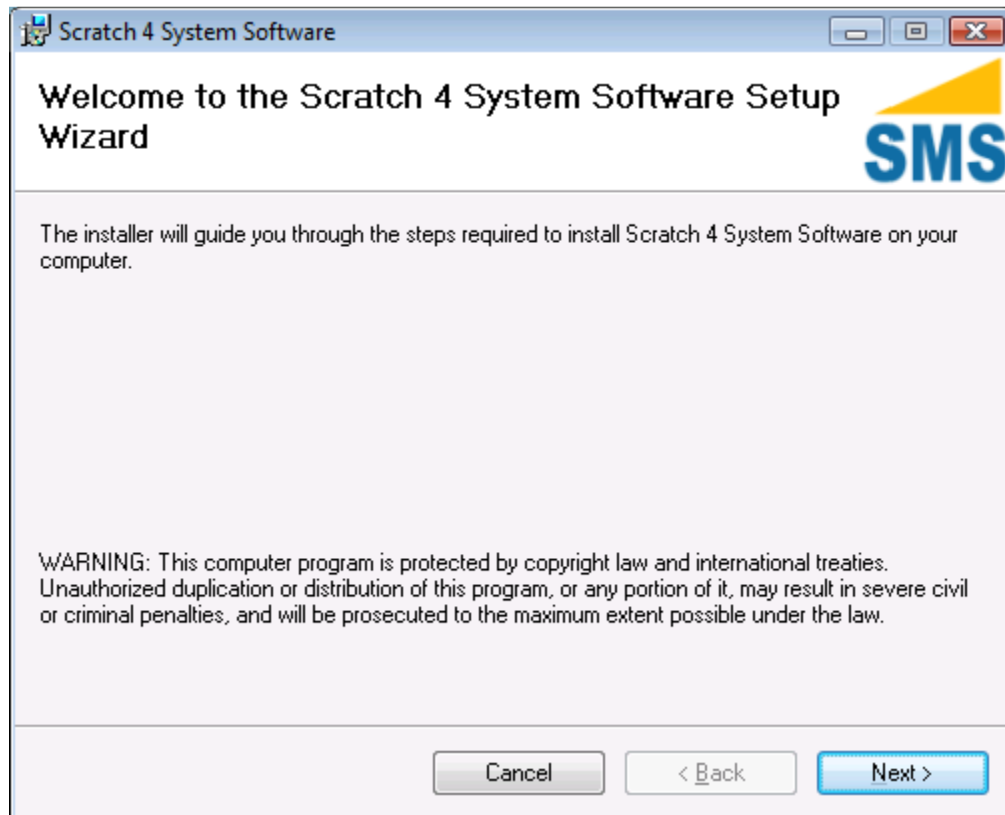 Scratch 4 System Software
Welcome to the Scratch 4 System Software Setup
Wizard
SMS
The installer will guide you through the steps required to install Scratch 4 System Software on your
computer.
WARNING: This computer program is protected by copyright law and international treaties.
Unauthorized duplication or distribution of this program, or any portion of it, may result in severe civil
or criminal penalties, and will be prosecuted to the maximum extent possible under the law.
Cancel
< Back
Next >